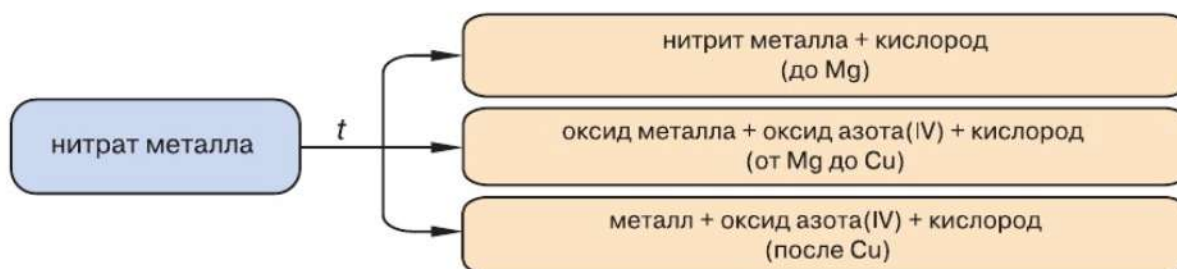 нитрат металла
t
нитрит металла + кислород
(до Mg)
оксид металла + оксид азота(IV) + кислород
(от Mg до Cu)
металл + оксид азота(IV) + кислород
(после Cu)